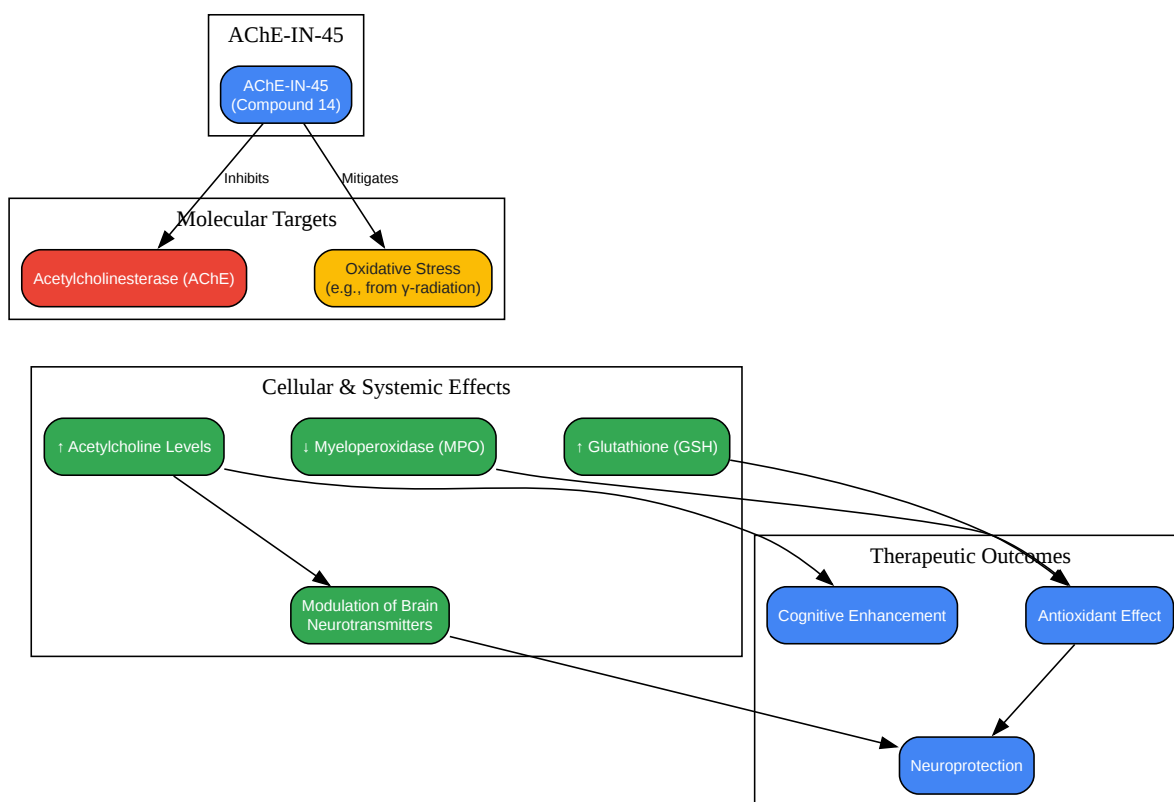 AChE-IN-45
AChE-IN-45
(Compound 14)
Inhibits
Mitigates
Molecular Targets
Acetylcholinesterase (AChE)
Oxidative Stress
(e.g., from γ-radiation)
Cellular & Systemic Effects
↑ Acetylcholine Levels
↓ Myeloperoxidase (MPO)
↑ Glutathione (GSH)
Therapeutic Outcomes
Modulation of Brain
Neurotransmitters
Cognitive Enhancement
Antioxidant Effect
Neuroprotection